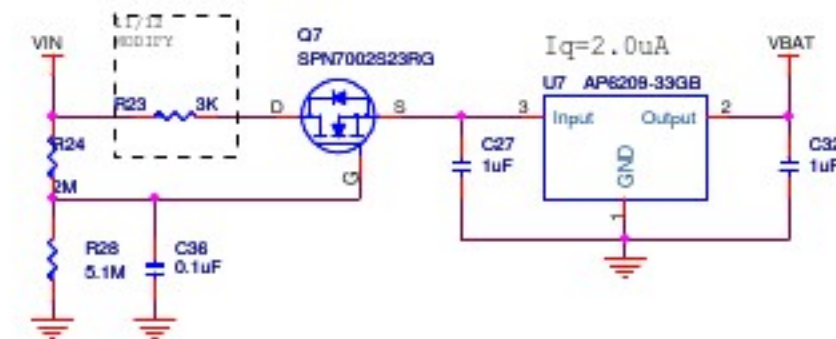 VIN
MODIFY
R23 3K
Q7
SPN7002S23RG
D
S
G
Iq=2.0uA
U7 AP6209-33GB
3
Input
Output
2
GND
1
VBAT
C27
1uF
C32
1uF
R24
2M
R28
5.1M
C36
0.1uF